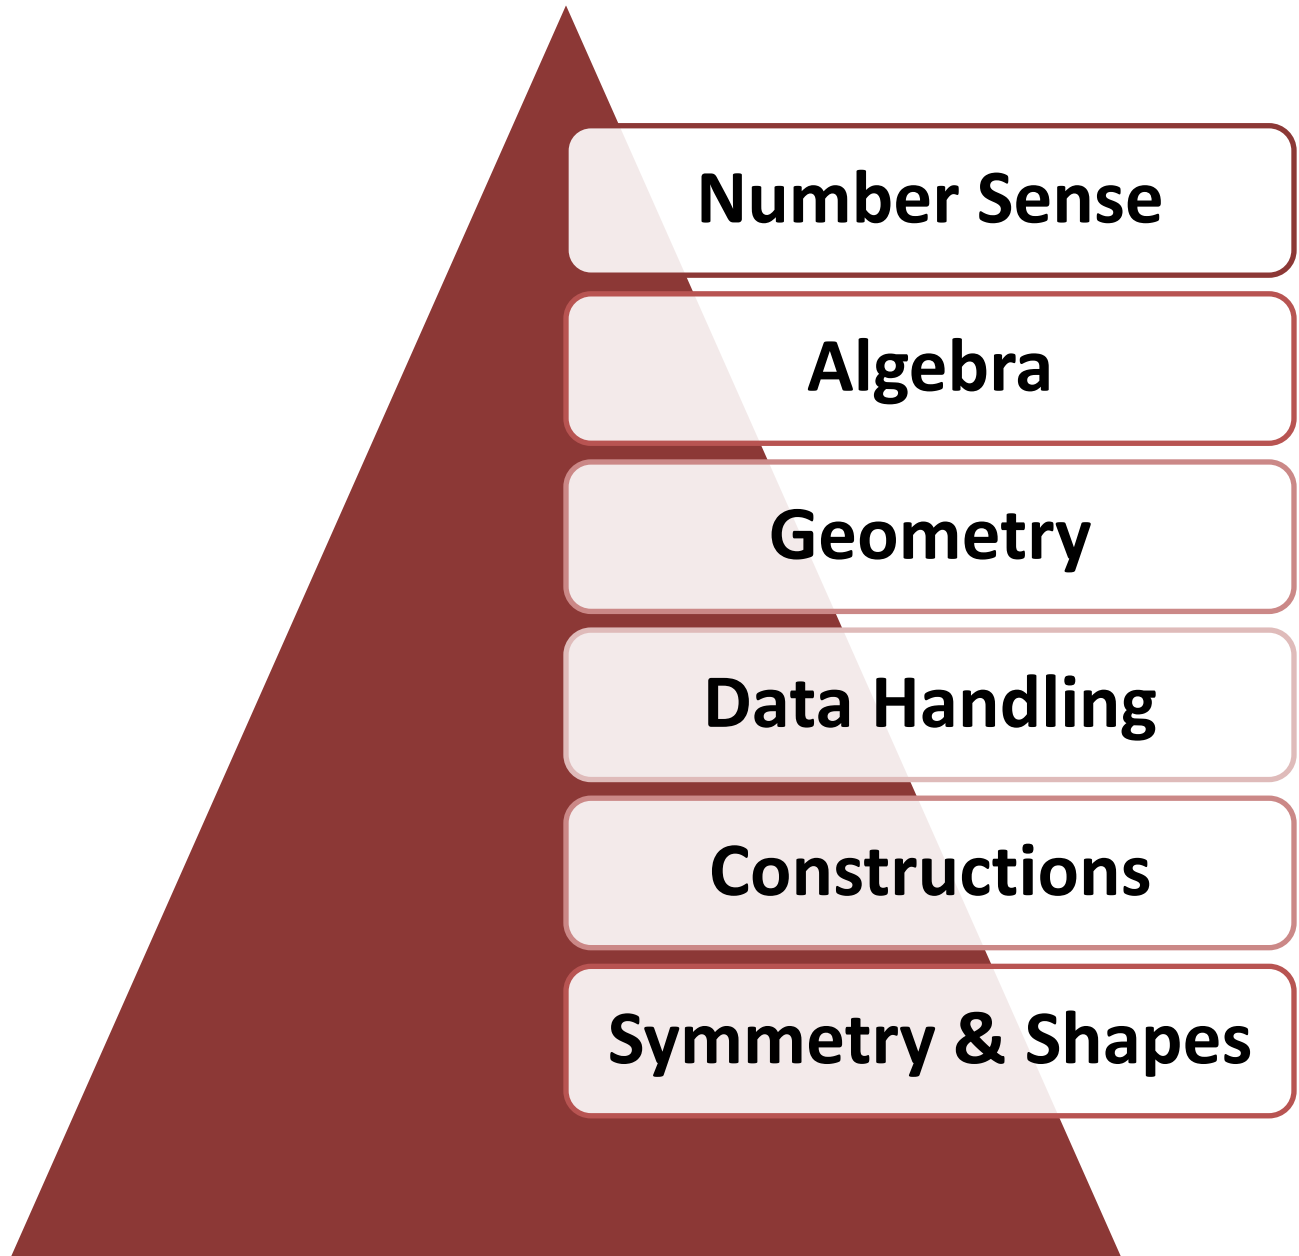 Number Sense
Algebra
Geometry
Data Handling
Constructions
Symmetry & Shapes